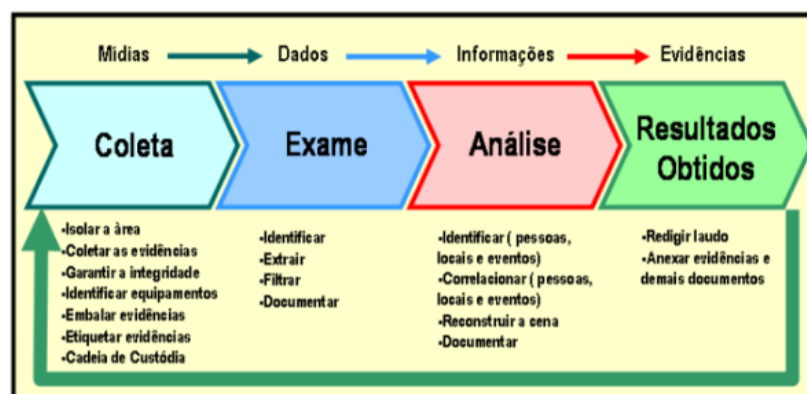 Mídias Dados Informações Evidências
Coleta
Exame
Análise
Resultados
Obtidos
-Isolar a àrea
-Coletar as evidências
-Garantir a integridade
-Identificar equipamentos
-Embalar evidências
-Etiquetar evidências
-Cadeia de Custódia
-Identificar
-Extrair
-Filtrar
-Documentar
-Identificar ( pessoas,
locais e eventos)
-Correlacionar ( pessoas,
locais e eventos)
-Reconstruir a cena
-Documentar
-Redigir laudo
-Anexar evidências e
demais documentos